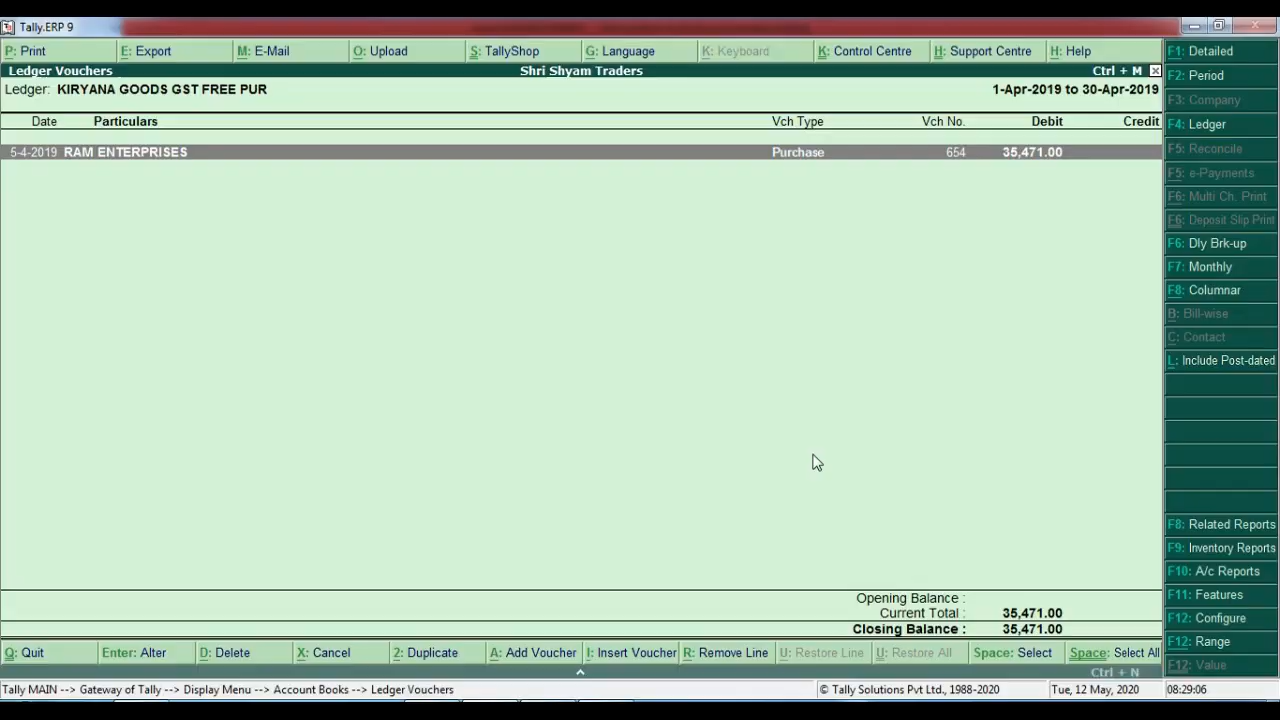 Tally.ERP 9
P: Print E: Export M: E-Mail O: Upload S: TallyShop G: Language K: Keyboard K: Control Centre H: Support Centre H: Help
Ledger Vouchers Shri Shyam Traders Ctrl + M
Ledger: KIRYANA GOODS GST FREE PUR 1-Apr-2019 to 30-Apr-2019
Date Particulars Vch Type Vch No. Debit Credit
5-4-2019 RAM ENTERPRISES Purchase 654 35,471.00
Opening Balance :
Current Total : 35,471.00
Closing Balance : 35,471.00
Q: Quit Enter: Alter D: Delete X: Cancel 2: Duplicate A: Add Voucher I: Insert Voucher R: Remove Line U: Restore Line U: Restore All Space: Select Space: Select All
Ctrl + N
Tally MAIN --> Gateway of Tally --> Display Menu --> Account Books --> Ledger Vouchers © Tally Solutions Pvt Ltd., 1988-2020 Tue, 12 May, 2020 08:29:06
F1: Detailed
F2: Period
F3: Company
F4: Ledger
F5: Reconcile
F5: e-Payments
F6: Multi Ch. Print
F6: Deposit Slip Print
F6: Dly Brk-up
F7: Monthly
F8: Columnar
B: Bill-wise
C: Contact
L: Include Post-dated
F8: Related Reports
F9: Inventory Reports
F10: A/c Reports
F11: Features
F12: Configure
F12: Range
F12: Value